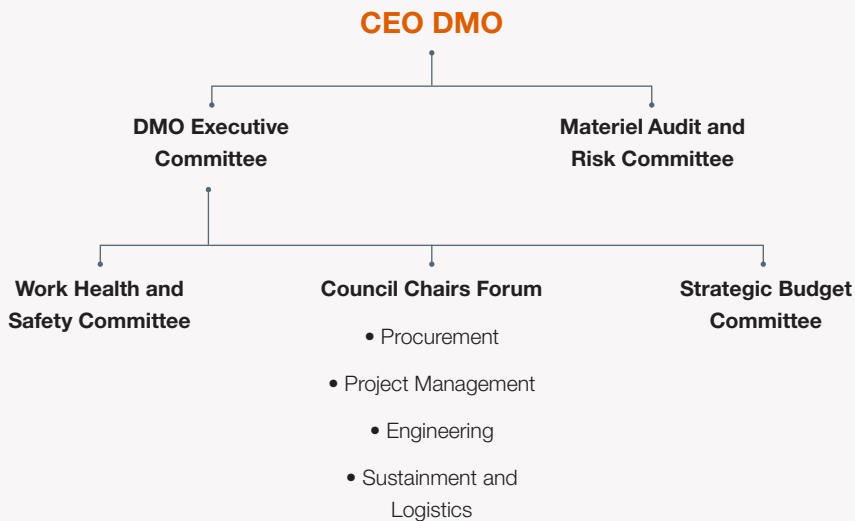 CEO DMO
DMO Executive
Committee
Materiel Audit and
Risk Committee
Work Health and
Safety Committee
Council Chairs Forum
• Procurement
• Project Management
• Engineering
• Sustainment and
Logistics
Strategic Budget
Committee